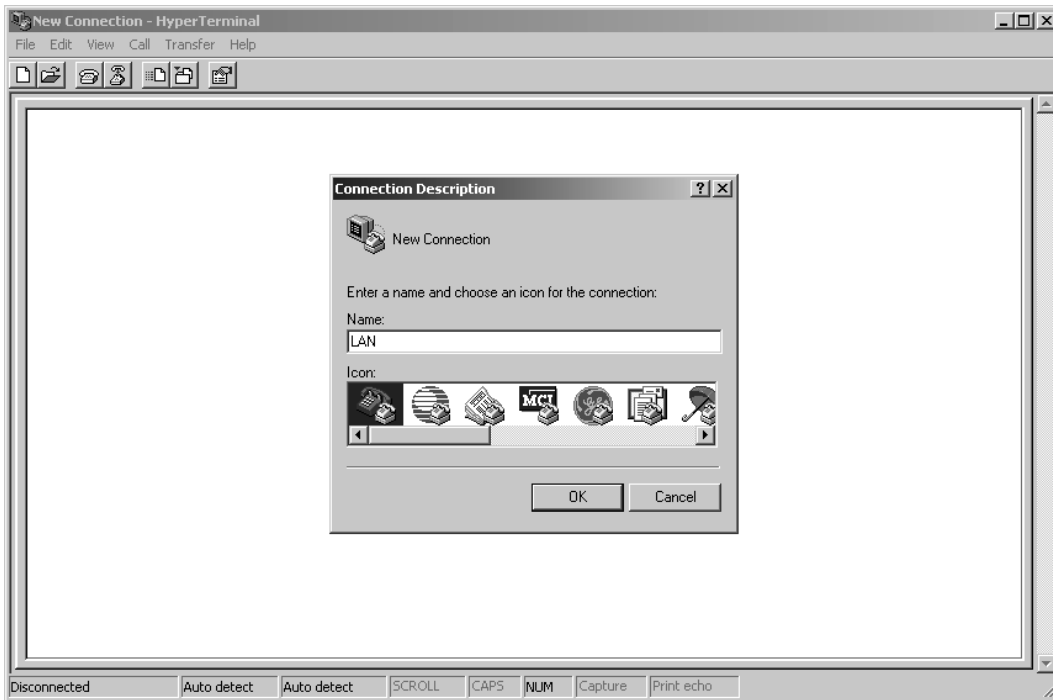 New Connection - HyperTerminal
File Edit View Call Transfer Help
Connection Description
New Connection
Enter a name and choose an icon for the connection:
Name:
LAN
Icon:
MCI
OK Cancel
Disconnected Auto detect Auto detect SCROLL CAPS NUM Capture Print echo